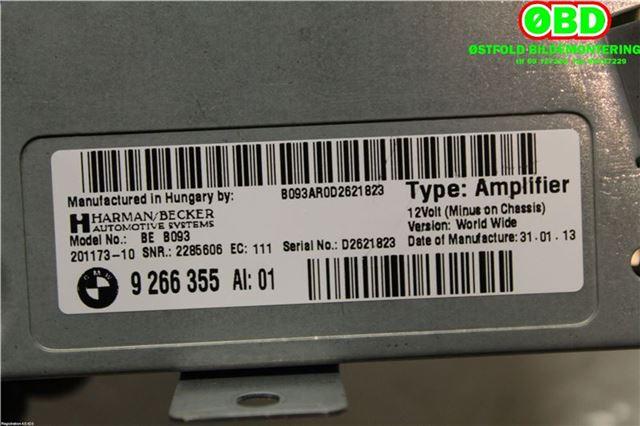 ØBD
ØSTFOLD-BILDEMONTERING
Manufactured in Hungary by:
B093AR0D2621823
Type: Amplifier
HARMAN/BECKER
AUTOMOTIVE SYSTEMS
12Volt (Minus on Chassis)
Version: World Wide
Model No.: BE B093
201173-10 SNR.: 2285606 EC: 111
Serial No.: D2621823
Date of Manufacture: 31.01.13
BMW
9 266 355 AI: 01